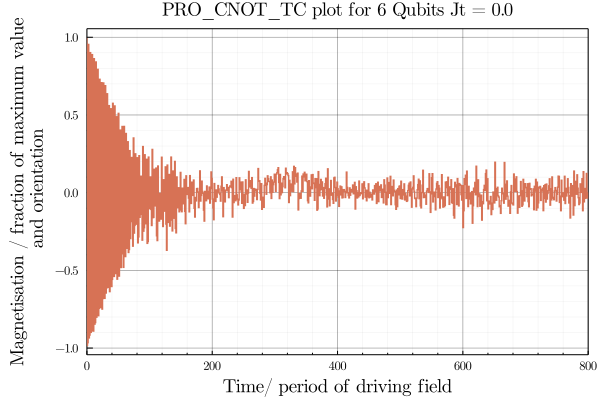 PRO_CNOT_TC plot for 6 Qubits Jt = 0.0
Magnetisation / fraction of maximum value
and orientation
1.0
0.5
0.0
−0.5
−1.0
0 200 400 600 800
Time/ period of driving field